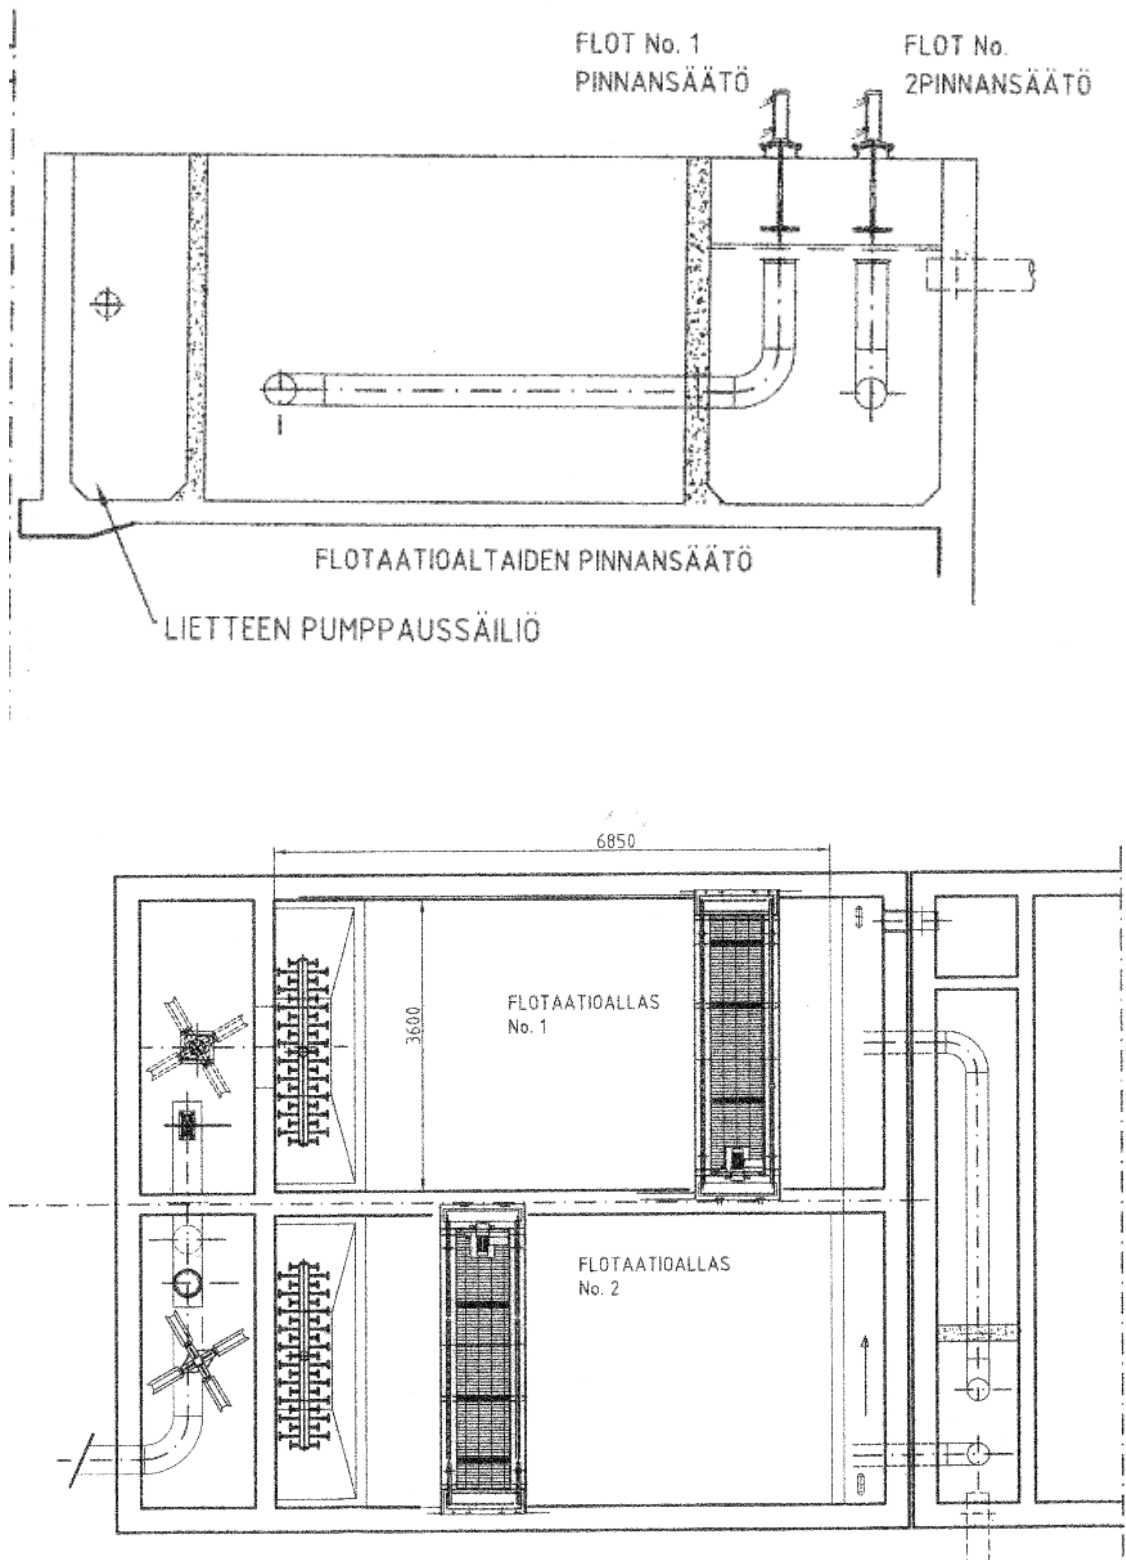 FLOT No. 1
PINNANSÄÄTÖ
FLOT No.
2PINNANSÄÄTÖ
FLOTAATIOALTAIDEN PINNANSÄÄTÖ
LIETTEEN PUMPPAUSSÄILIÖ
6850
3600
FLOTAATIOALLAS
No. 1
FLOTAATIOALLAS
No. 2